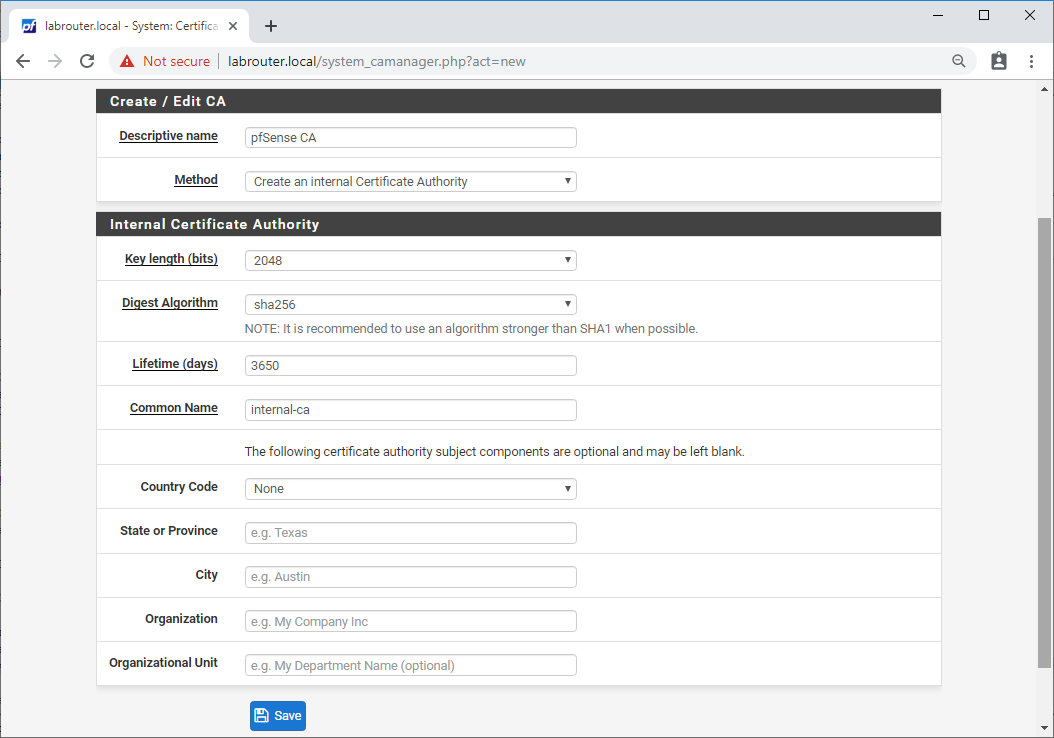 labrouter.local - System: Certifica
Not secure labrouter.local/system_camanager.php?act=new
Create / Edit CA
Descriptive name pfSense CA
Method Create an internal Certificate Authority
Internal Certificate Authority
Key length (bits) 2048
Digest Algorithm sha256
NOTE: It is recommended to use an algorithm stronger than SHA1 when possible.
Lifetime (days) 3650
Common Name internal-ca
The following certificate authority subject components are optional and may be left blank.
Country Code None
State or Province e.g. Texas
City e.g. Austin
Organization e.g. My Company Inc
Organizational Unit e.g. My Department Name (optional)
Save